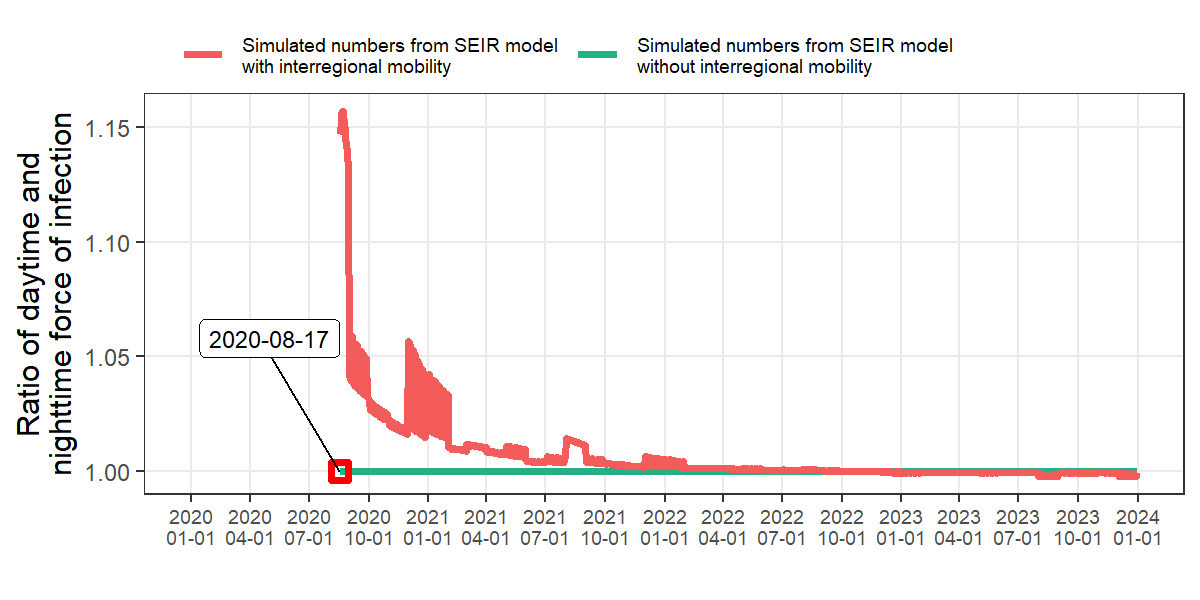 Simulated numbers from SEIR model
with interregional mobility
Simulated numbers from SEIR model
without interregional mobility
Ratio of daytime and
nighttime force of infection
1.15
1.10
1.05
1.00
2020-08-17
2020 2020 2020 2020 2021 2021 2021 2021 2022 2022 2022 2022 2023 2023 2023 2023 2024
01-01 04-01 07-01 10-01 01-01 04-01 07-01 10-01 01-01 04-01 07-01 10-01 01-01 04-01 07-01 10-01 01-01